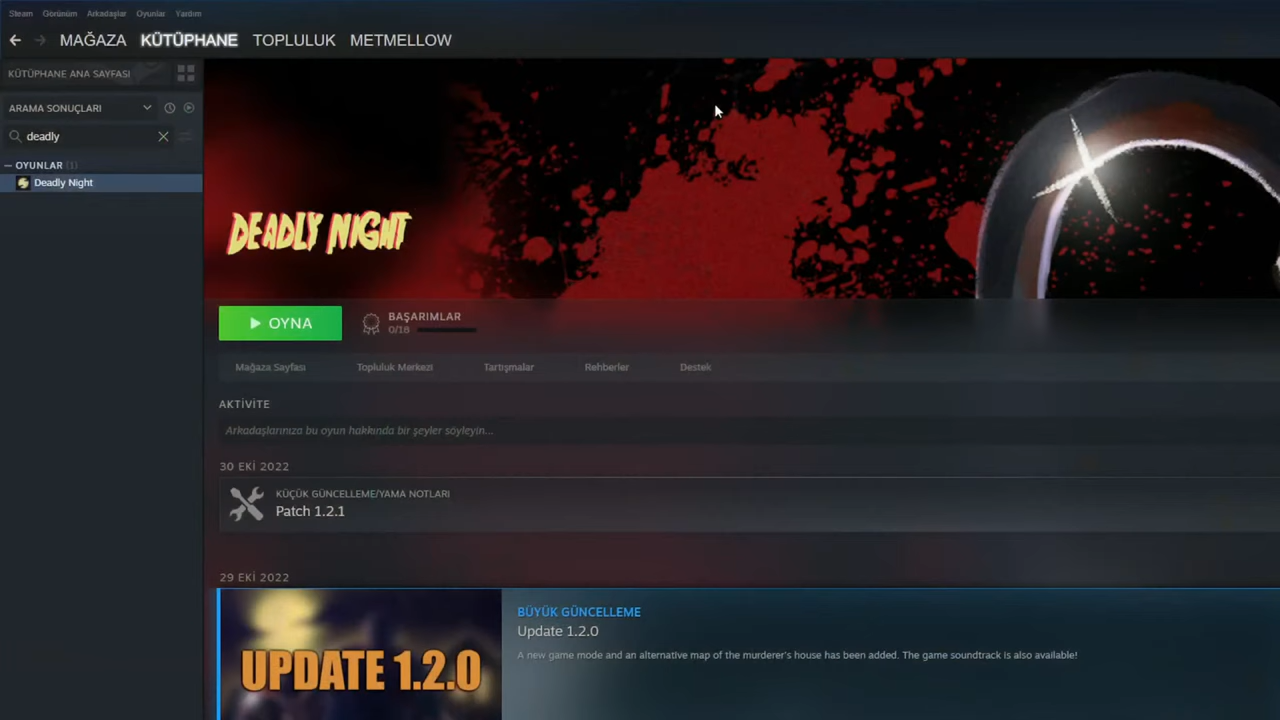 Steam Görünüm Arkadaşlar Oyunlar Yardım
MAĞAZA KÜTÜPHANE TOPLULUK METMELLOW
KÜTÜPHANE ANA SAYFASI
ARAMA SONUÇLARI
deadly
OYUNLAR (1)
Deadly Night
DEADLY NIGHT
OYNA
BAŞARIMLAR
0/18
Mağaza Sayfası Topluluk Merkezi Tartışmalar Rehberler Destek
AKTİVİTE
Arkadaşlarınıza bu oyun hakkında bir şeyler söyleyin...
30 EKİ 2022
KÜÇÜK GÜNCELLEME/YAMA NOTLARI
Patch 1.2.1
29 EKİ 2022
UPDATE 1.2.0
BÜYÜK GÜNCELLEME
Update 1.2.0
A new game mode and an alternative map of the murderer's house has been added. The game soundtrack is also available!